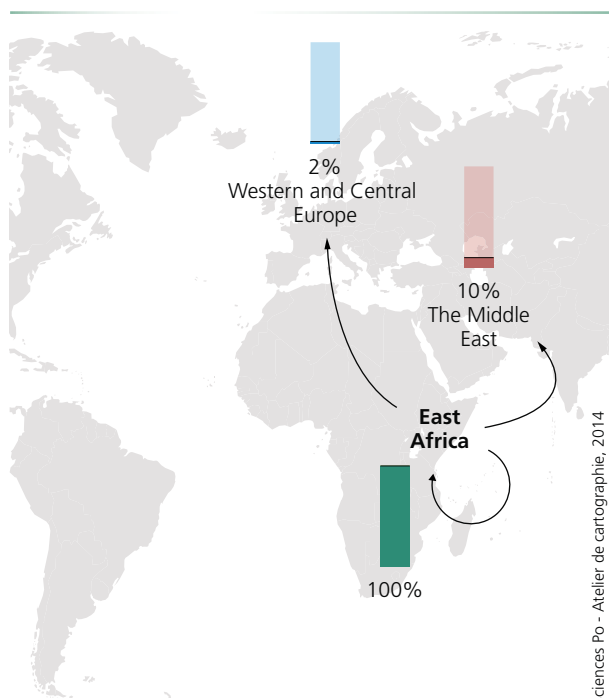 2%
Western and Central
Europe
10%
The Middle
East
East
Africa
100%
ciences Po - Atelier de cartographie, 2014